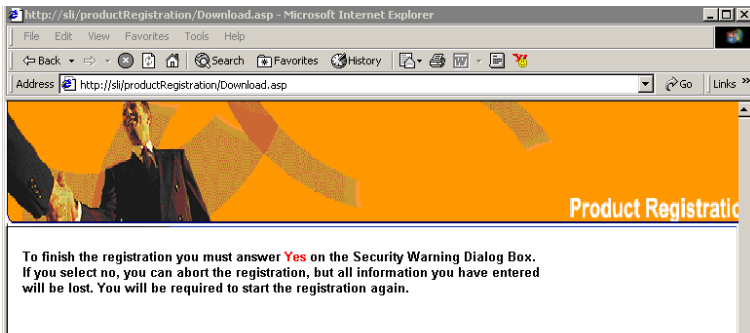 http://sli/productRegistration/Download.asp - Microsoft Internet Explorer
File Edit View Favorites Tools Help
Back Search Favorites History
Address http://sli/productRegistration/Download.asp Go Links »
Product Registratio
To finish the registration you must answer Yes on the Security Warning Dialog Box.
If you select no, you can abort the registration, but all information you have entered
will be lost. You will be required to start the registration again.